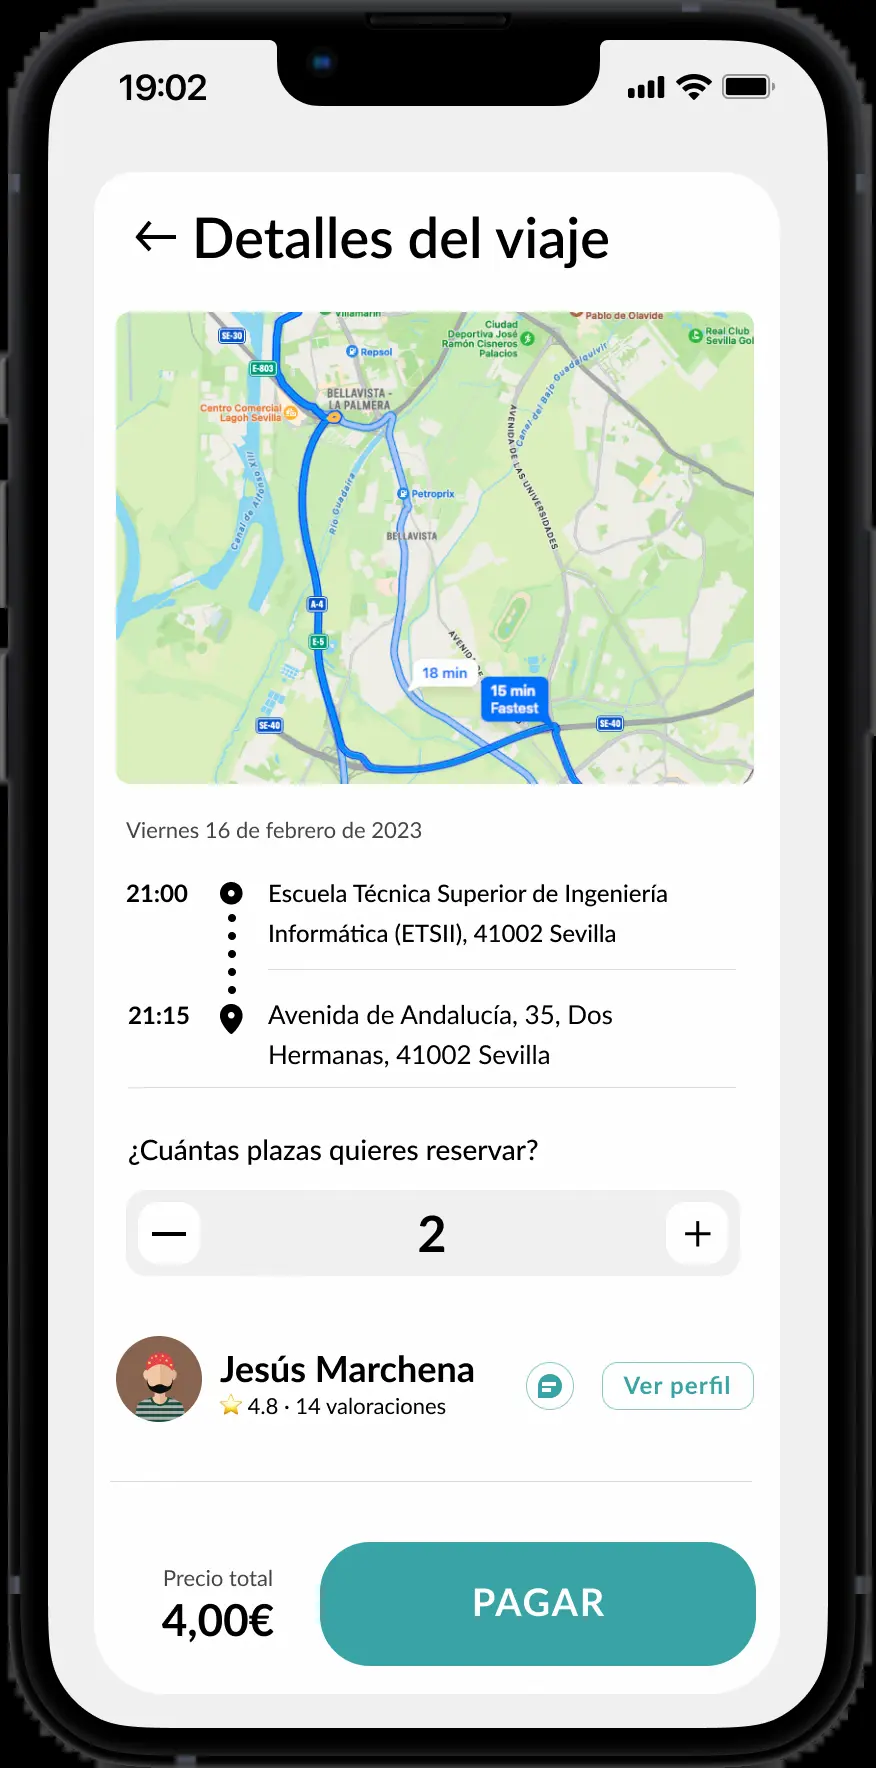 19:02
Detalles del viaje
Villamarín
Pablo de Olavide
Ciudad
Deportiva José
Ramón Cisneros
Palacios
Real Club
Sevilla Gol
SE-30
Repsol
E-803
Canal del Bajo Guadalquivir
BELLAVISTA -
LA PALMERA
Centro Comercial
Lagoh Sevilla
AVENIDA DE LAS UNIVERSIDADES
Canal de Alfonso XIII
Río Guadaira
Petroprix
BELLAVISTA
A-4
E-5
AVENIDA DE
18 min
15 min
Fastest
SE-40
SE-40
Viernes 16 de febrero de 2023
21:00
Escuela Técnica Superior de Ingeniería
Informática (ETSII), 41002 Sevilla
21:15
Avenida de Andalucía, 35, Dos
Hermanas, 41002 Sevilla
¿Cuántas plazas quieres reservar?
2
Jesús Marchena
4.8 · 14 valoraciones
Ver perfil
Precio total
4,00€
PAGAR